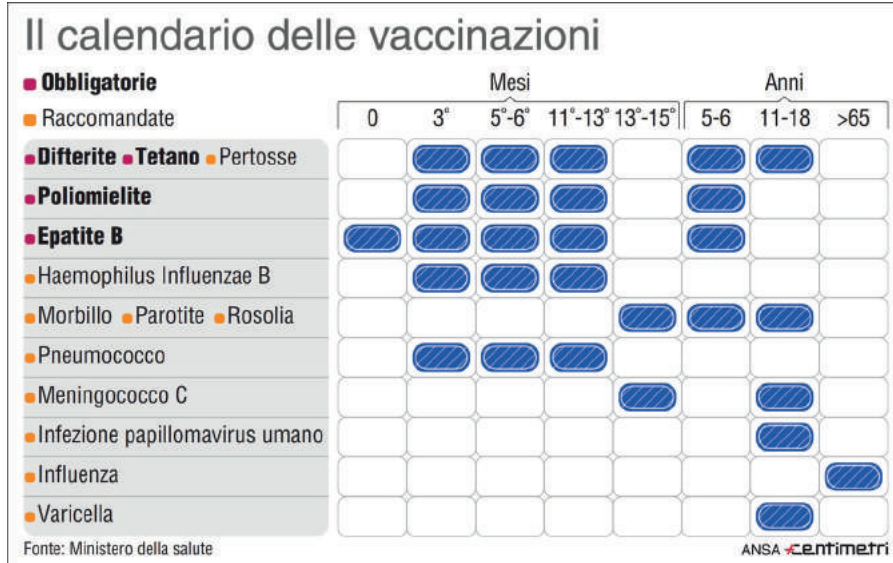 Il calendario delle vaccinazioni
Obbligatorie
Raccomandate
Mesi
Anni
0 3° 5°-6° 11°-13° 13°-15° 5-6 11-18 >65
Difterite Tetano Pertosse
Poliomielite
Epatite B
Haemophilus Influenzae B
Morbillo Parotite Rosolia
Pneumococco
Meningococco C
Infezione papillomavirus umano
Influenza
Varicella
Fonte: Ministero della salute
ANSA centimetri